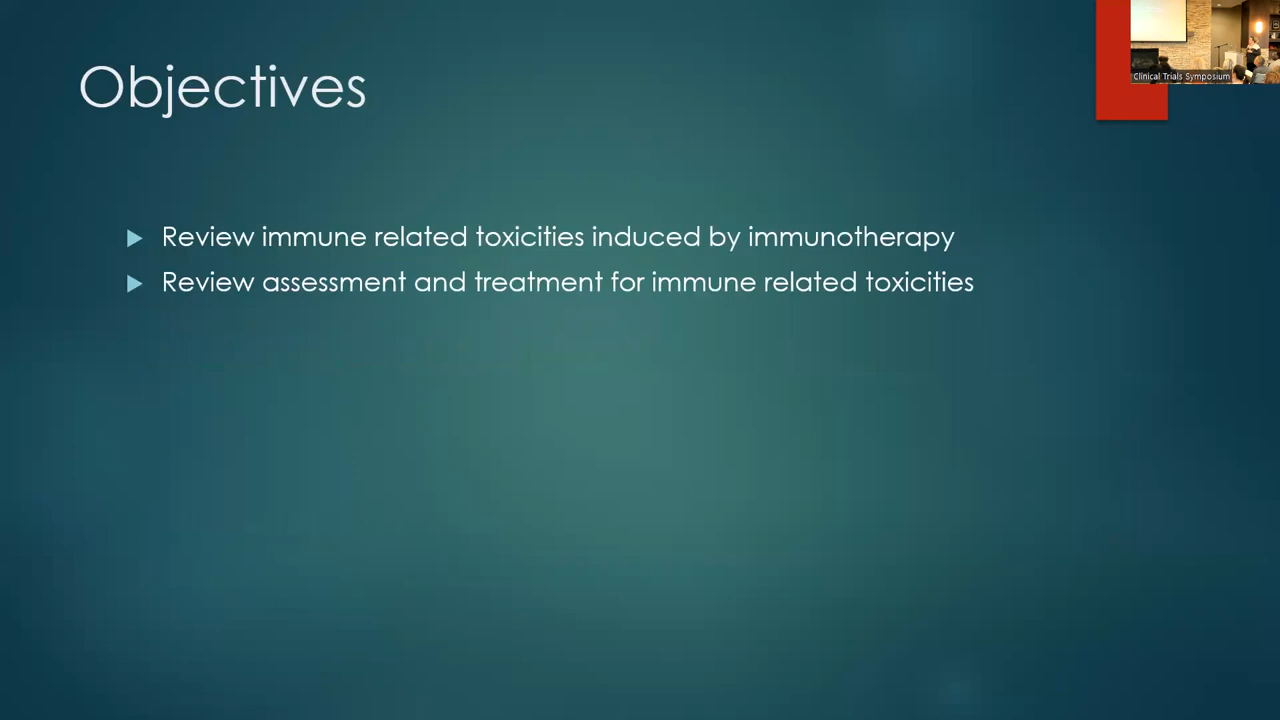 Objectives
Clinical Trials Symposium
Review immune related toxicities induced by immunotherapy
Review assessment and treatment for immune related toxicities